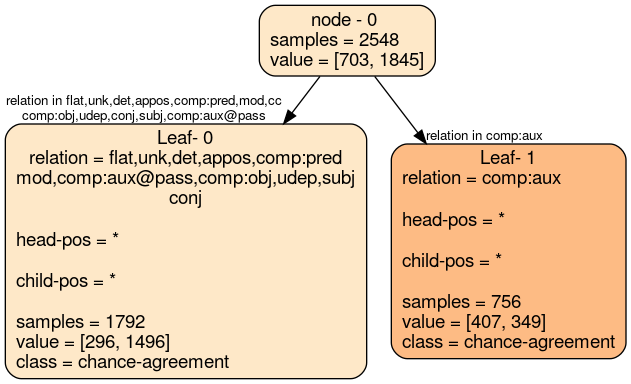 node - 0
samples = 2548
value = [703, 1845]
relation in flat,unk,det,appos,comp:pred,mod,cc
comp:obj,udep,conj,subj,comp:aux@pass
relation in comp:aux
Leaf- 0
relation = flat,unk,det,appos,comp:pred
mod,comp:aux@pass,comp:obj,udep,subj
conj
head-pos = *
child-pos = *
samples = 1792
value = [296, 1496]
class = chance-agreement
Leaf- 1
relation = comp:aux
head-pos = *
child-pos = *
samples = 756
value = [407, 349]
class = chance-agreement